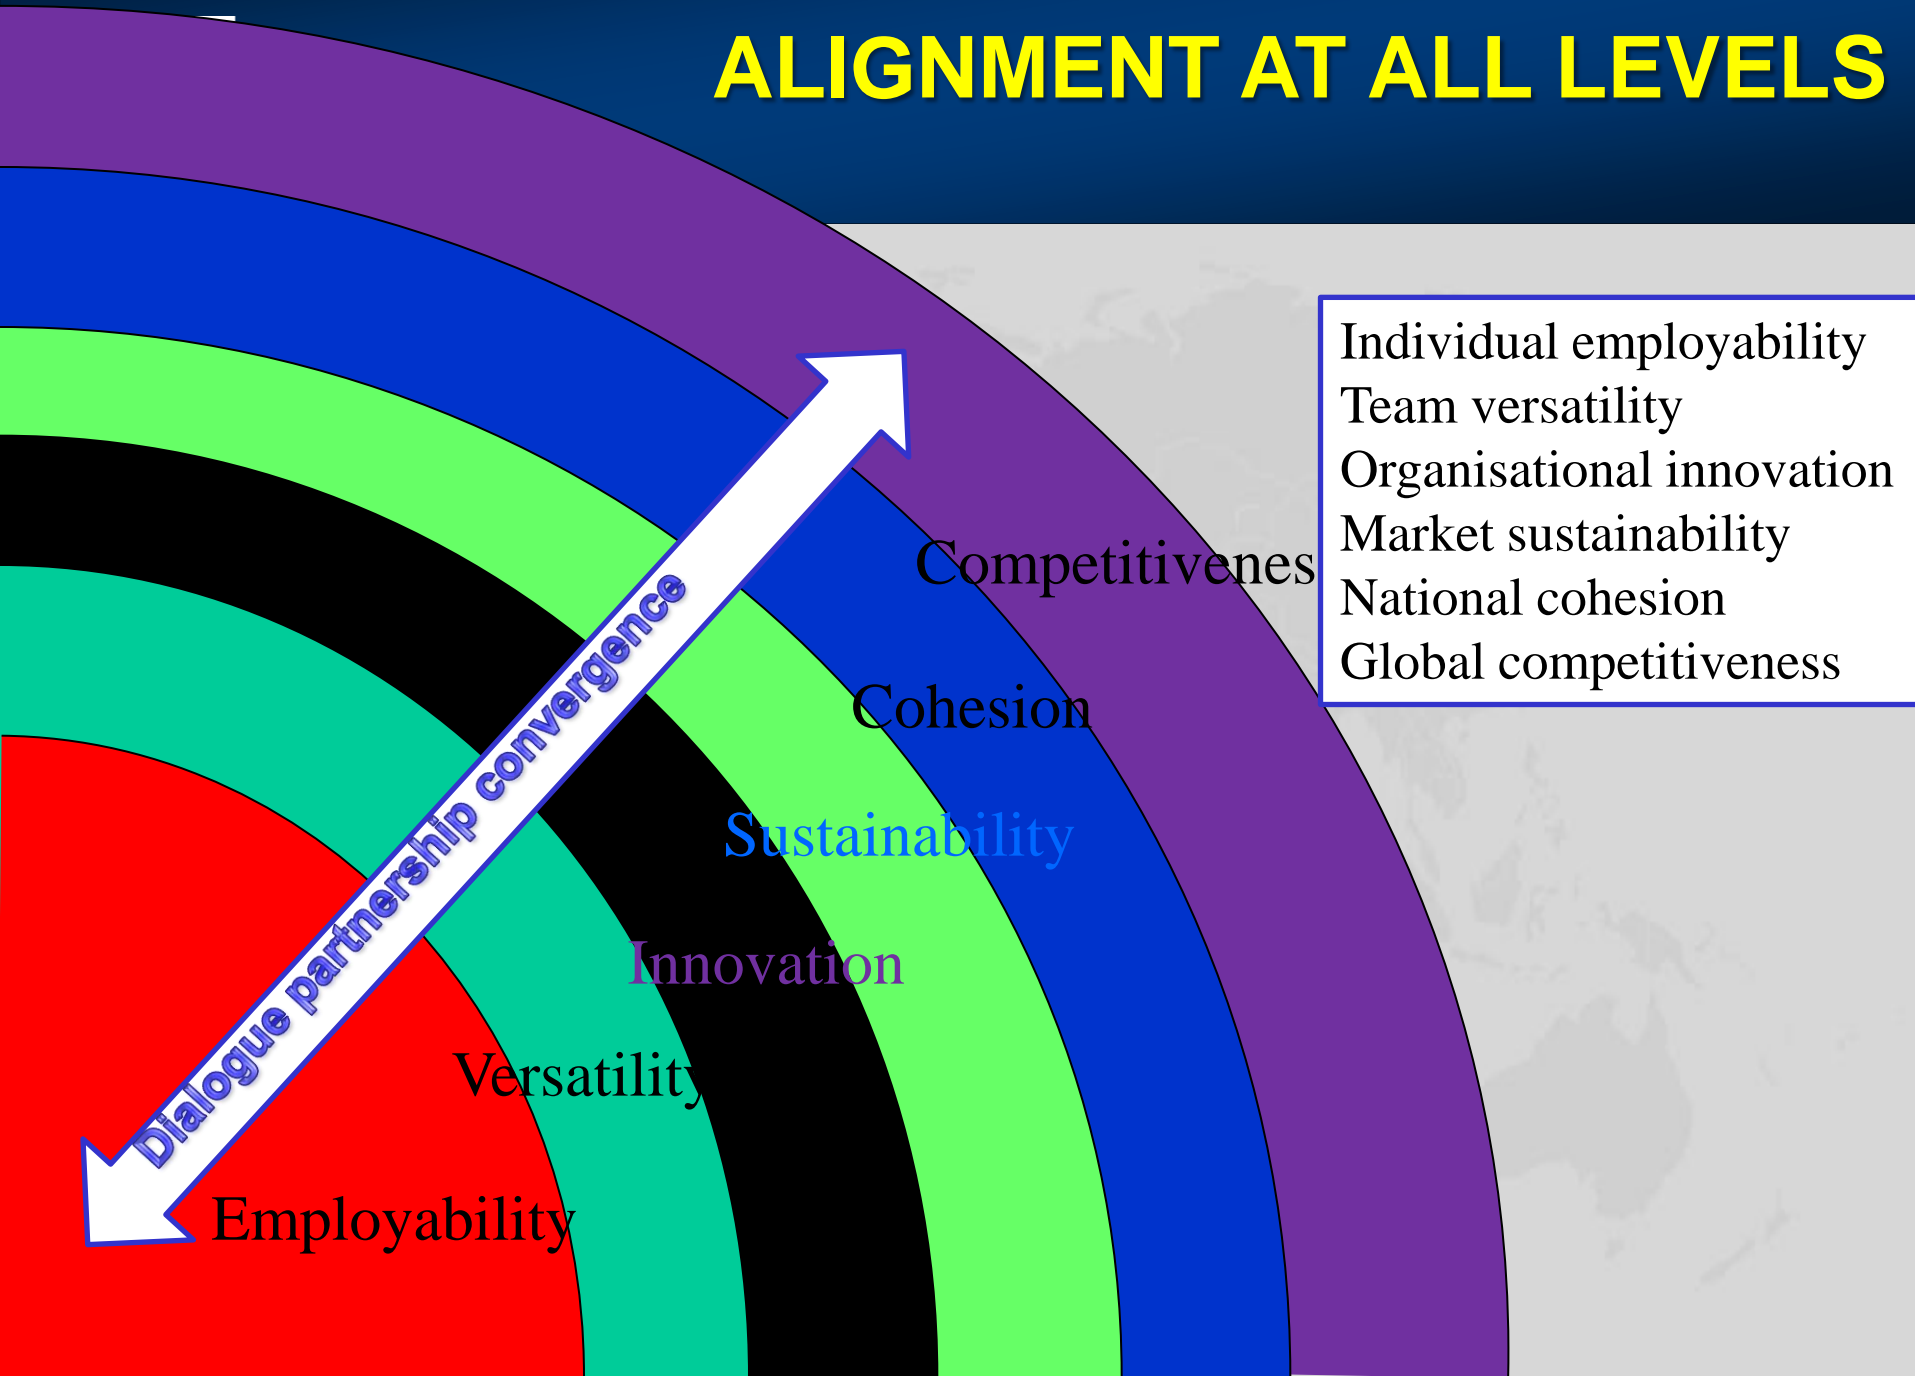 ALIGNMENT AT ALL LEVELS
Individual employability
Team versatility
Organisational innovation
Market sustainability
National cohesion
Global competitiveness
Competitivenes
Cohesion
Sustainability
Innovation
Versatility
Employability
Dialogue partnership convergence